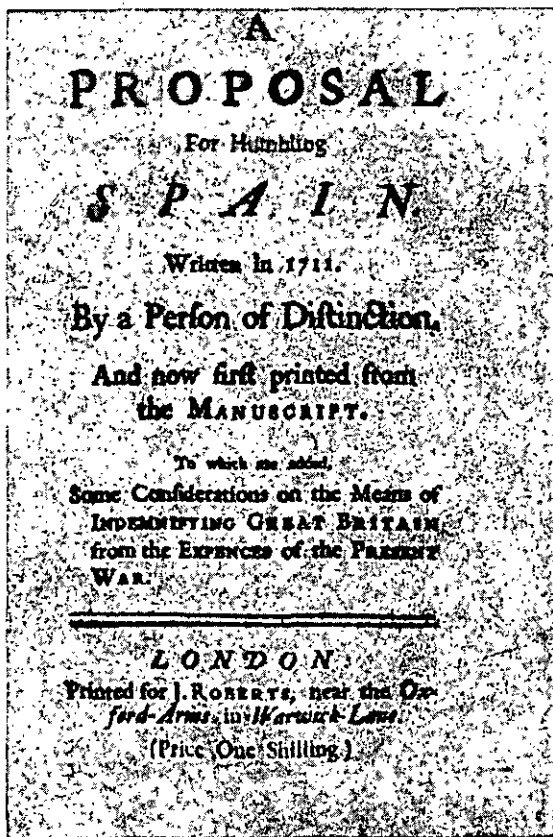 A
PROPOSAL
For Humbling
SPAIN.
Written in 1711.
By a Perſon of Diſtinction.
And now firſt printed from
the MANUSCRIPT.
To which are added,
Some Conſiderations on the Means of
INDEMNIFYING GREAT BRITAIN
from the EXPENCES of the PRESENT
WAR.
LONDON:
Printed for J. ROBERTS, near the Ox-
ford-Arms, in Warwick-Lane.
(Price One Shilling.)